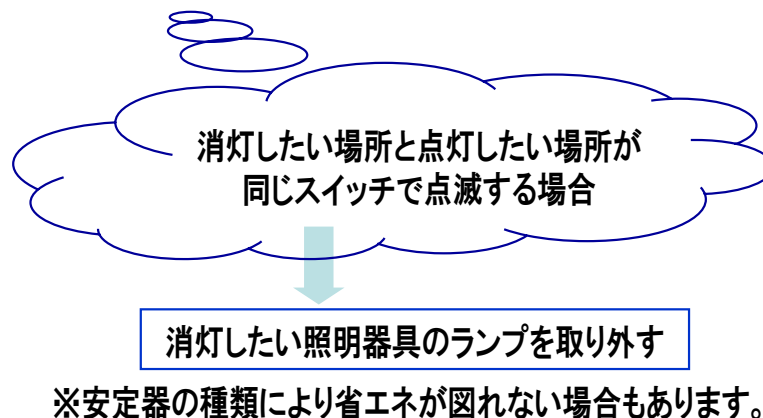 消灯したい場所と点灯したい場所が
同じスイッチで点滅する場合
消灯したい照明器具のランプを取り外す
※安定器の種類により省エネが図れない場合もあります。